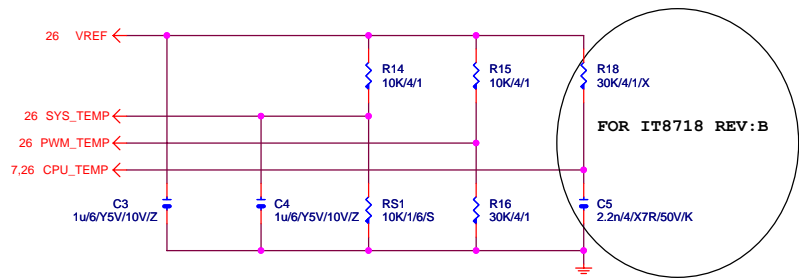 26 VREF
R14
10K/4/1
R15
10K/4/1
R18
30K/4/1/X
26 SYS_TEMP
FOR IT8718 REV:B
26 PWM_TEMP
7,26 CPU_TEMP
C3
1u/6/Y5V/10V/Z
C4
1u/6/Y5V/10V/Z
RS1
10K/1/6/S
R16
30K/4/1
C5
2.2n/4/X7R/50V/K